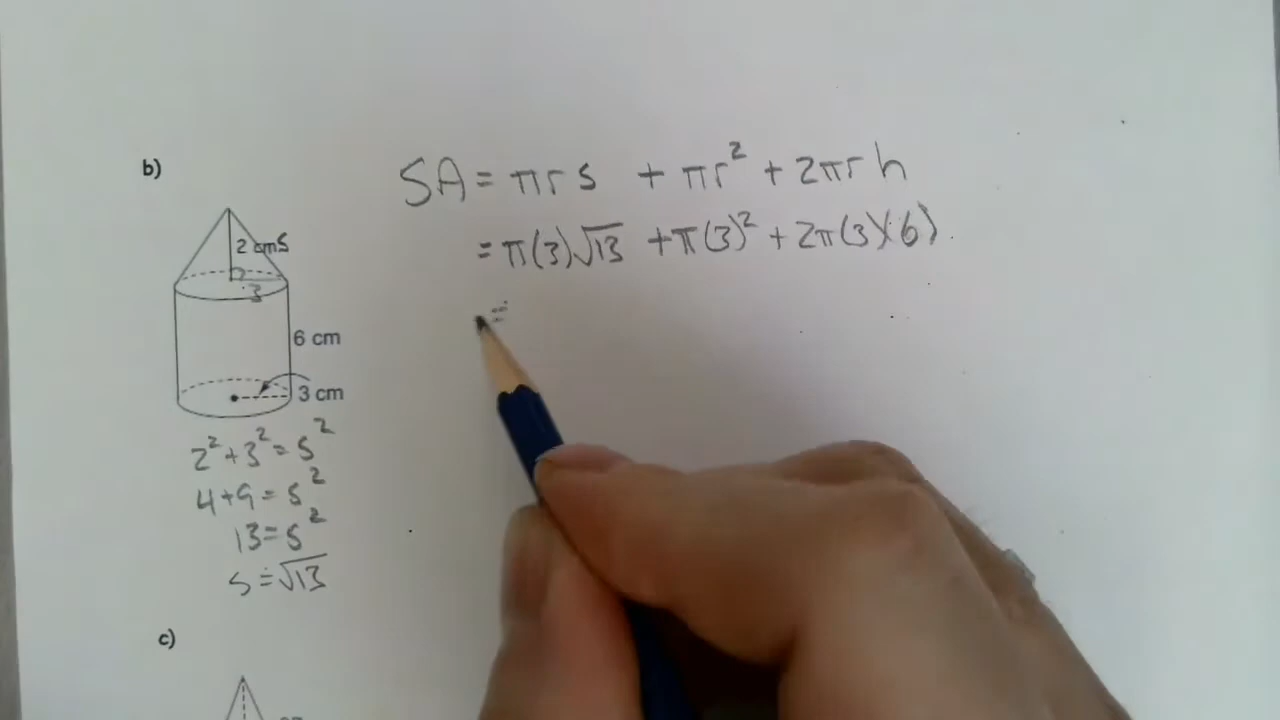 b)
SA = πrs + πr² + 2πrh
= π(3)√13 + π(3)² + 2π(3)(6)
≐
2 cm s
3
6 cm
3 cm
2² + 3² = s²
4 + 9 = s²
13 = s²
s ≐ √13
c)